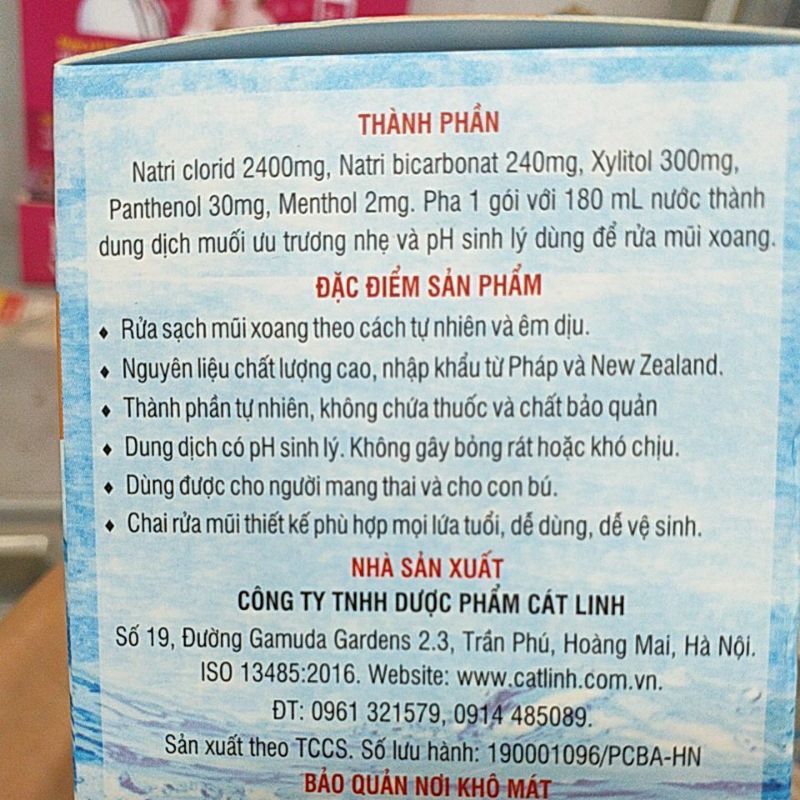 THÀNH PHẦN
Natri clorid 2400mg, Natri bicarbonat 240mg, Xylitol 300mg,
Panthenol 30mg, Menthol 2mg. Pha 1 gói với 180 mL nước thành
dung dịch muối ưu trương nhẹ và pH sinh lý dùng để rửa mũi xoang.
ĐẶC ĐIỂM SẢN PHẨM
♦ Rửa sạch mũi xoang theo cách tự nhiên và êm dịu.
♦ Nguyên liệu chất lượng cao, nhập khẩu từ Pháp và New Zealand.
♦ Thành phần tự nhiên, không chứa thuốc và chất bảo quản
♦ Dung dịch có pH sinh lý. Không gây bỏng rát hoặc khó chịu.
♦ Dùng được cho người mang thai và cho con bú.
♦ Chai rửa mũi thiết kế phù hợp mọi lứa tuổi, dễ dùng, dễ vệ sinh.
NHÀ SẢN XUẤT
CÔNG TY TNHH DƯỢC PHẨM CÁT LINH
Số 19, Đường Gamuda Gardens 2.3, Trần Phú, Hoàng Mai, Hà Nội.
ISO 13485:2016. Website: www.catlinh.com.vn.
ĐT: 0961 321579, 0914 485089.
Sản xuất theo TCCS. Số lưu hành: 190001096/PCBA-HN
BẢO QUẢN NƠI KHÔ MÁT